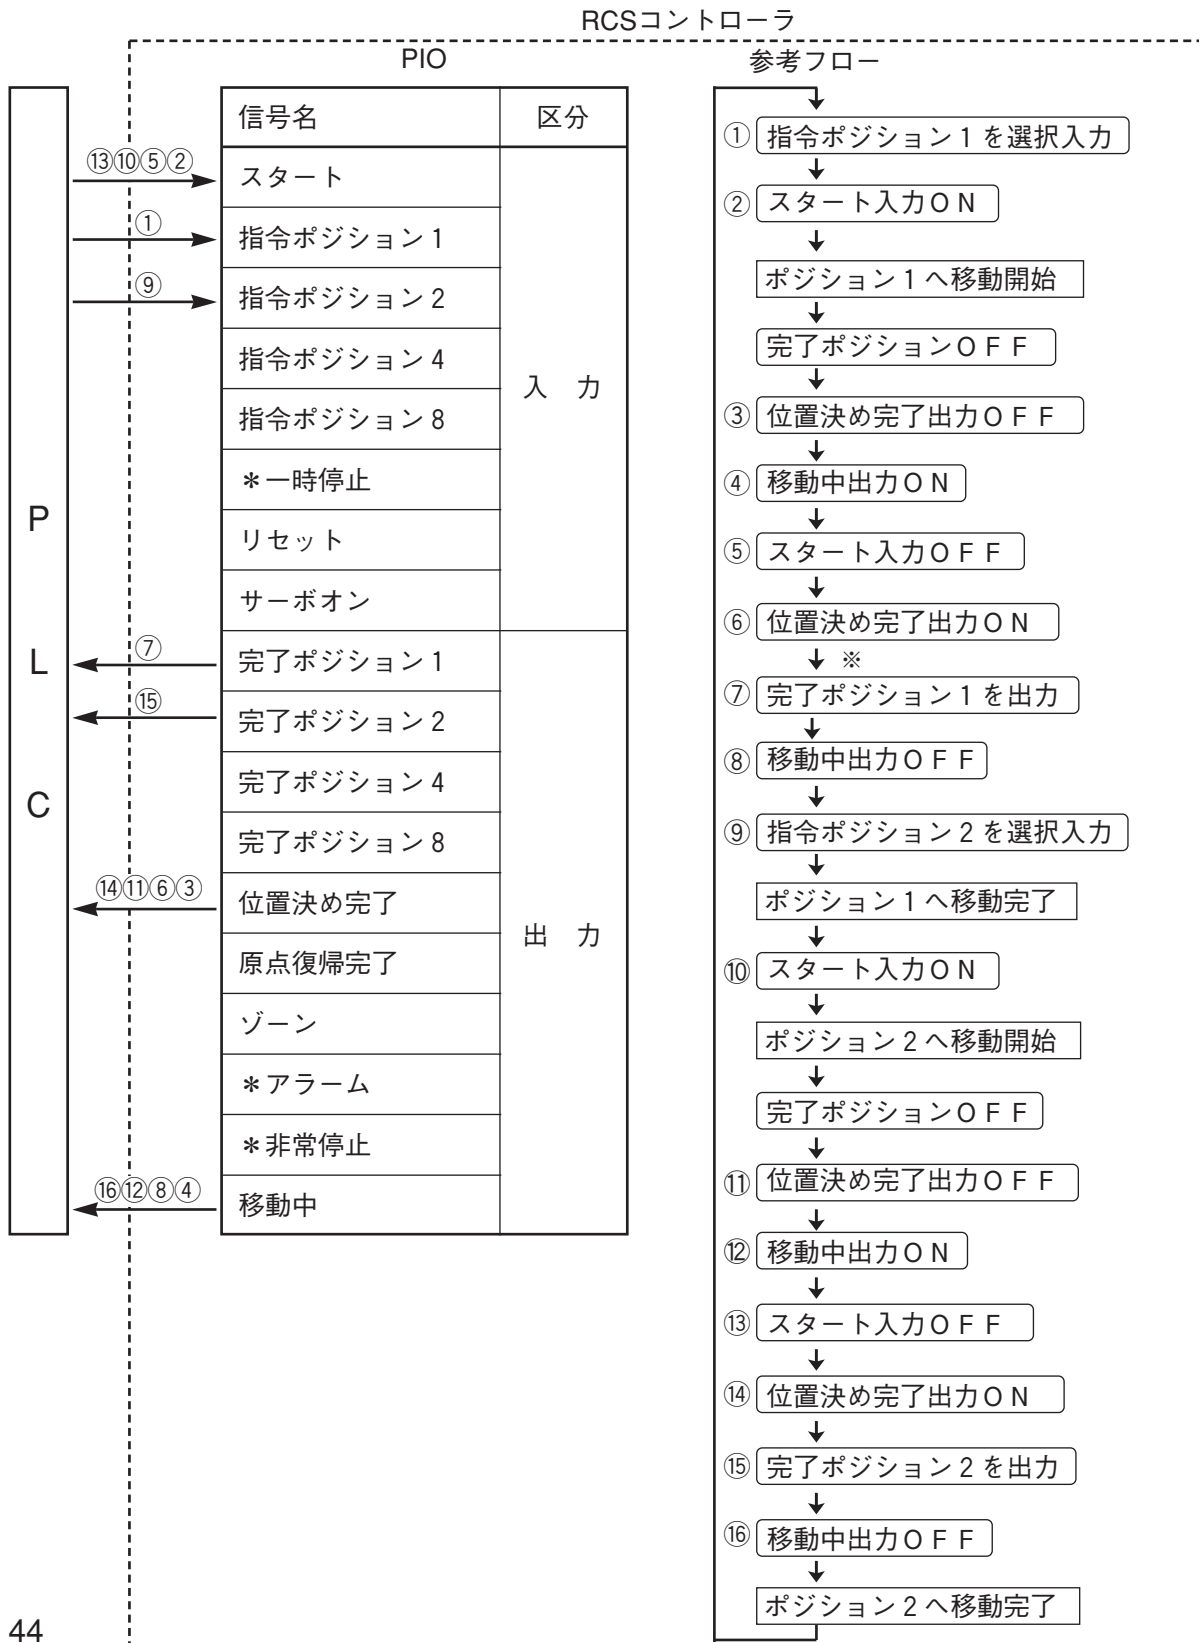 RCSコントローラ
PIO
参考フロー
P
L
C
信号名 区分
⑬⑩⑤② スタート
① 指令ポジション1
⑨ 指令ポジション2
指令ポジション4
指令ポジション8
*一時停止
リセット
サーボオン
入 力
⑦ 完了ポジション1
⑮ 完了ポジション2
完了ポジション4
完了ポジション8
⑭⑪⑥③ 位置決め完了
原点復帰完了
ゾーン
*アラーム
*非常停止
⑯⑫⑧④ 移動中
出 力
① 指令ポジション1を選択入力
② スタート入力ON
ポジション1へ移動開始
完了ポジションOFF
③ 位置決め完了出力OFF
④ 移動中出力ON
⑤ スタート入力OFF
⑥ 位置決め完了出力ON
※
⑦ 完了ポジション1を出力
⑧ 移動中出力OFF
⑨ 指令ポジション2を選択入力
ポジション1へ移動完了
⑩ スタート入力ON
ポジション2へ移動開始
完了ポジションOFF
⑪ 位置決め完了出力OFF
⑫ 移動中出力ON
⑬ スタート入力OFF
⑭ 位置決め完了出力ON
⑮ 完了ポジション2を出力
⑯ 移動中出力OFF
ポジション2へ移動完了
44